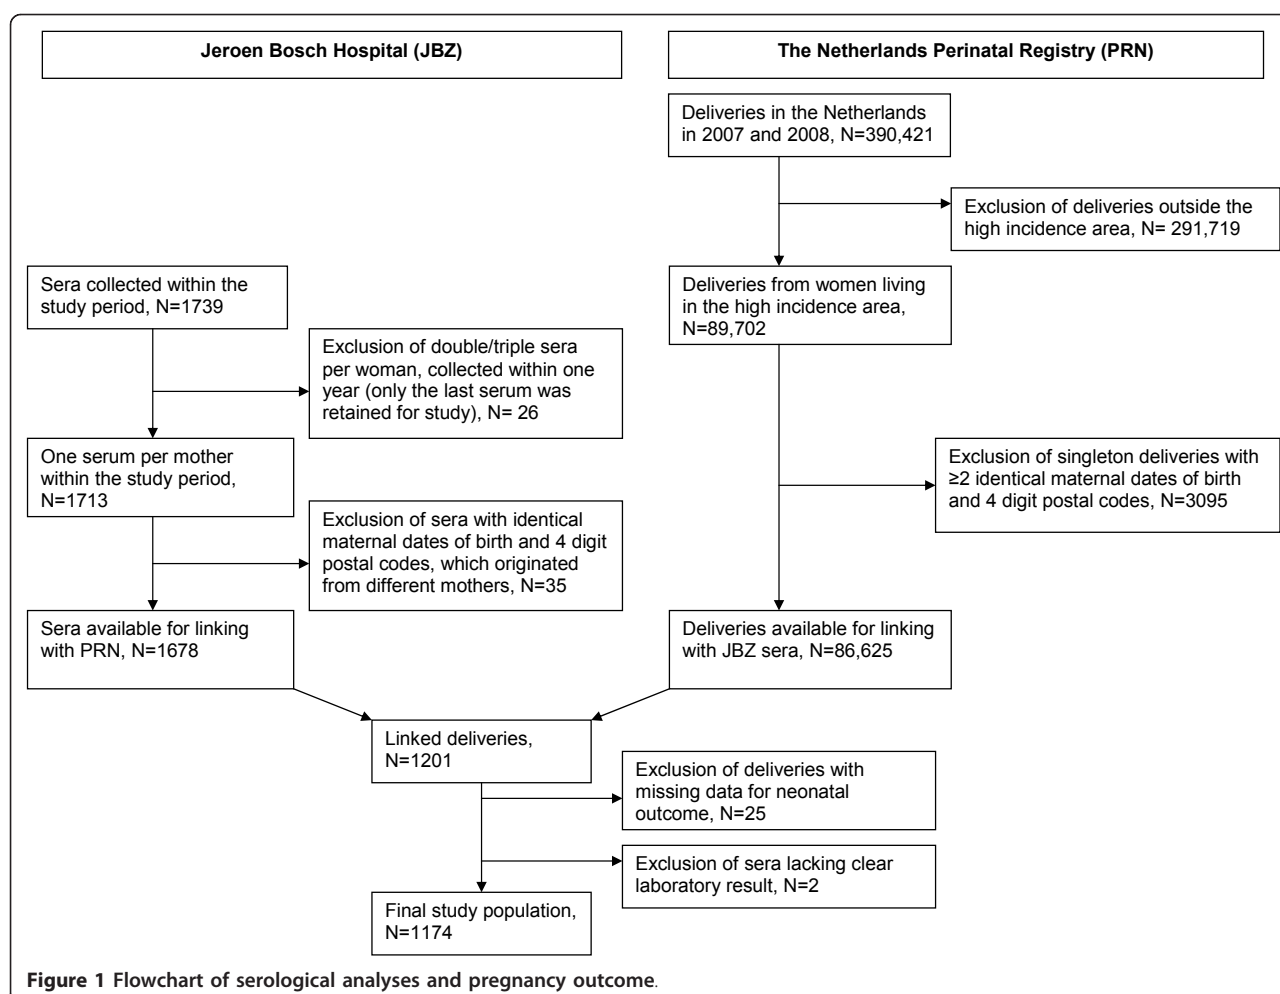 Jeroen Bosch Hospital (JBZ)
The Netherlands Perinatal Registry (PRN)
Deliveries in the Netherlands
in 2007 and 2008, N=390,421
Exclusion of deliveries outside the
high incidence area, N= 291,719
Sera collected within the
study period, N=1739
Deliveries from women living
in the high incidence area,
N=89,702
Exclusion of double/triple sera
per woman, collected within one
year (only the last serum was
retained for study), N= 26
One serum per mother
within the study period,
N=1713
Exclusion of singleton deliveries with
≥2 identical maternal dates of birth
and 4 digit postal codes, N=3095
Exclusion of sera with identical
maternal dates of birth and 4 digit
postal codes, which originated
from different mothers, N=35
Sera available for linking
with PRN, N=1678
Deliveries available for linking
with JBZ sera, N=86,625
Linked deliveries,
N=1201
Exclusion of deliveries with
missing data for neonatal
outcome, N=25
Exclusion of sera lacking clear
laboratory result, N=2
Final study population,
N=1174
Figure 1 Flowchart of serological analyses and pregnancy outcome.